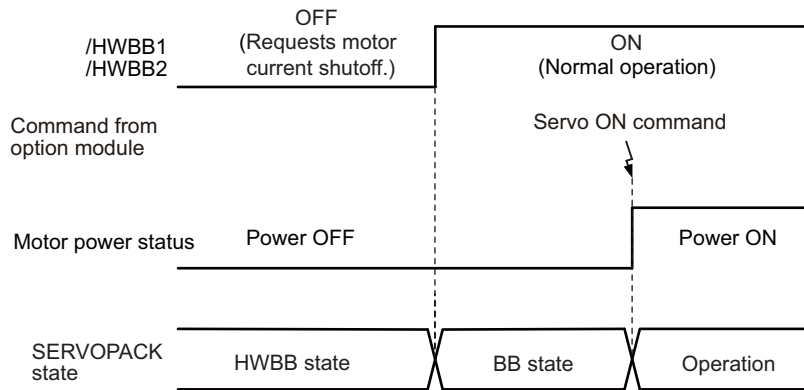 OFF
(Requests motor
current shutoff.)
/HWBB1
/HWBB2
ON
(Normal operation)
Command from
option module
Servo ON command
Motor power status
Power OFF
Power ON
SERVOPACK
state
HWBB state
BB state
Operation